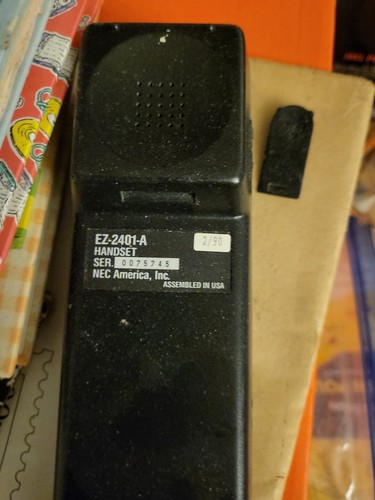 EZ-2401-A
2/90
HANDSET
SER. 0075745
NEC America, Inc.
ASSEMBLED IN USA